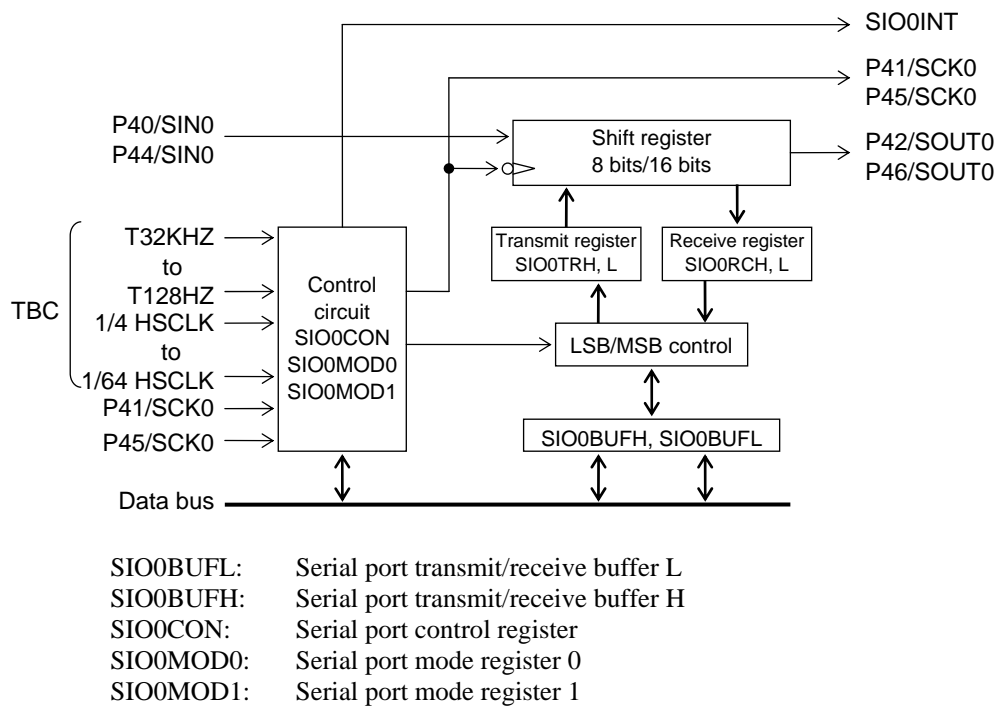 SIO0INT
P41/SCK0
P45/SCK0
P40/SIN0
P44/SIN0
Shift register
8 bits/16 bits
P42/SOUT0
P46/SOUT0
TBC
T32KHZ
to
T128HZ
1/4 HSCLK
to
1/64 HSCLK
P41/SCK0
P45/SCK0
Control
circuit
SIO0CON
SIO0MOD0
SIO0MOD1
Transmit register
SIO0TRH, L
Receive register
SIO0RCH, L
LSB/MSB control
SIO0BUFH, SIO0BUFL
Data bus
SIO0BUFL: Serial port transmit/receive buffer L
SIO0BUFH: Serial port transmit/receive buffer H
SIO0CON: Serial port control register
SIO0MOD0: Serial port mode register 0
SIO0MOD1: Serial port mode register 1